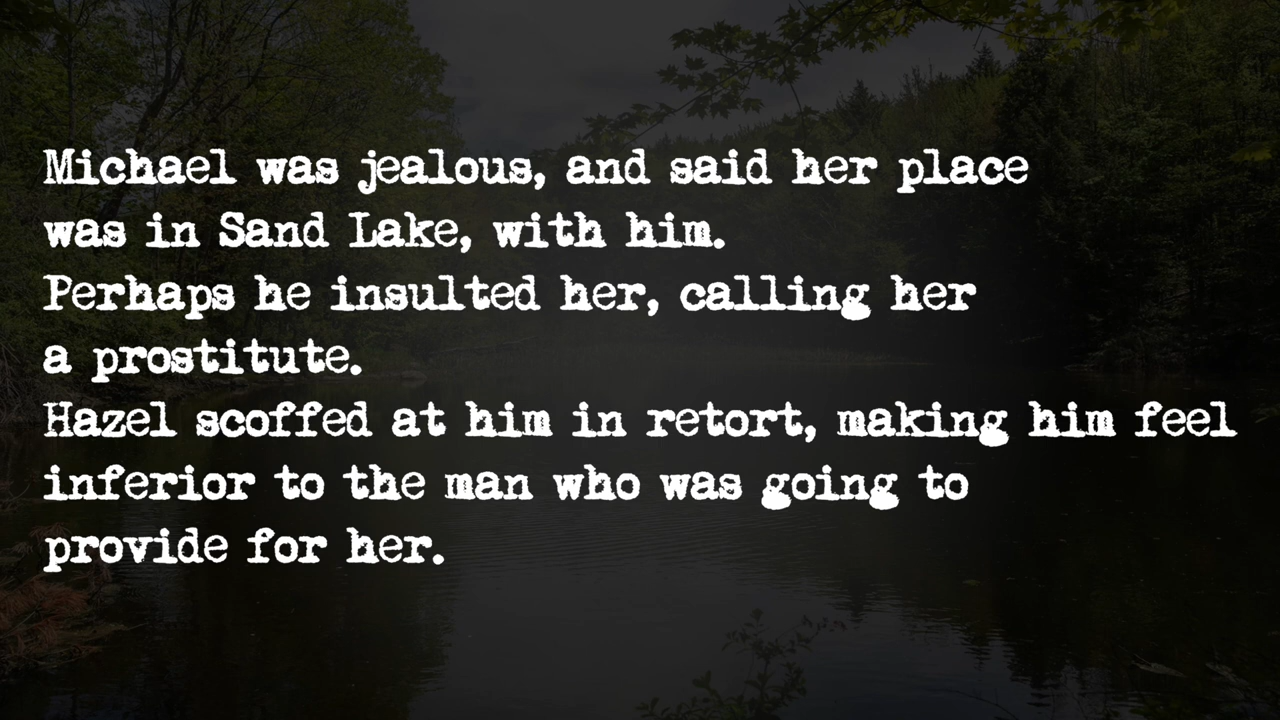 Michael was jealous, and said her place
was in Sand Lake, with him.
Perhaps he insulted her, calling her
a prostitute.
Hazel scoffed at him in retort, making him feel
inferior to the man who was going to
provide for her.